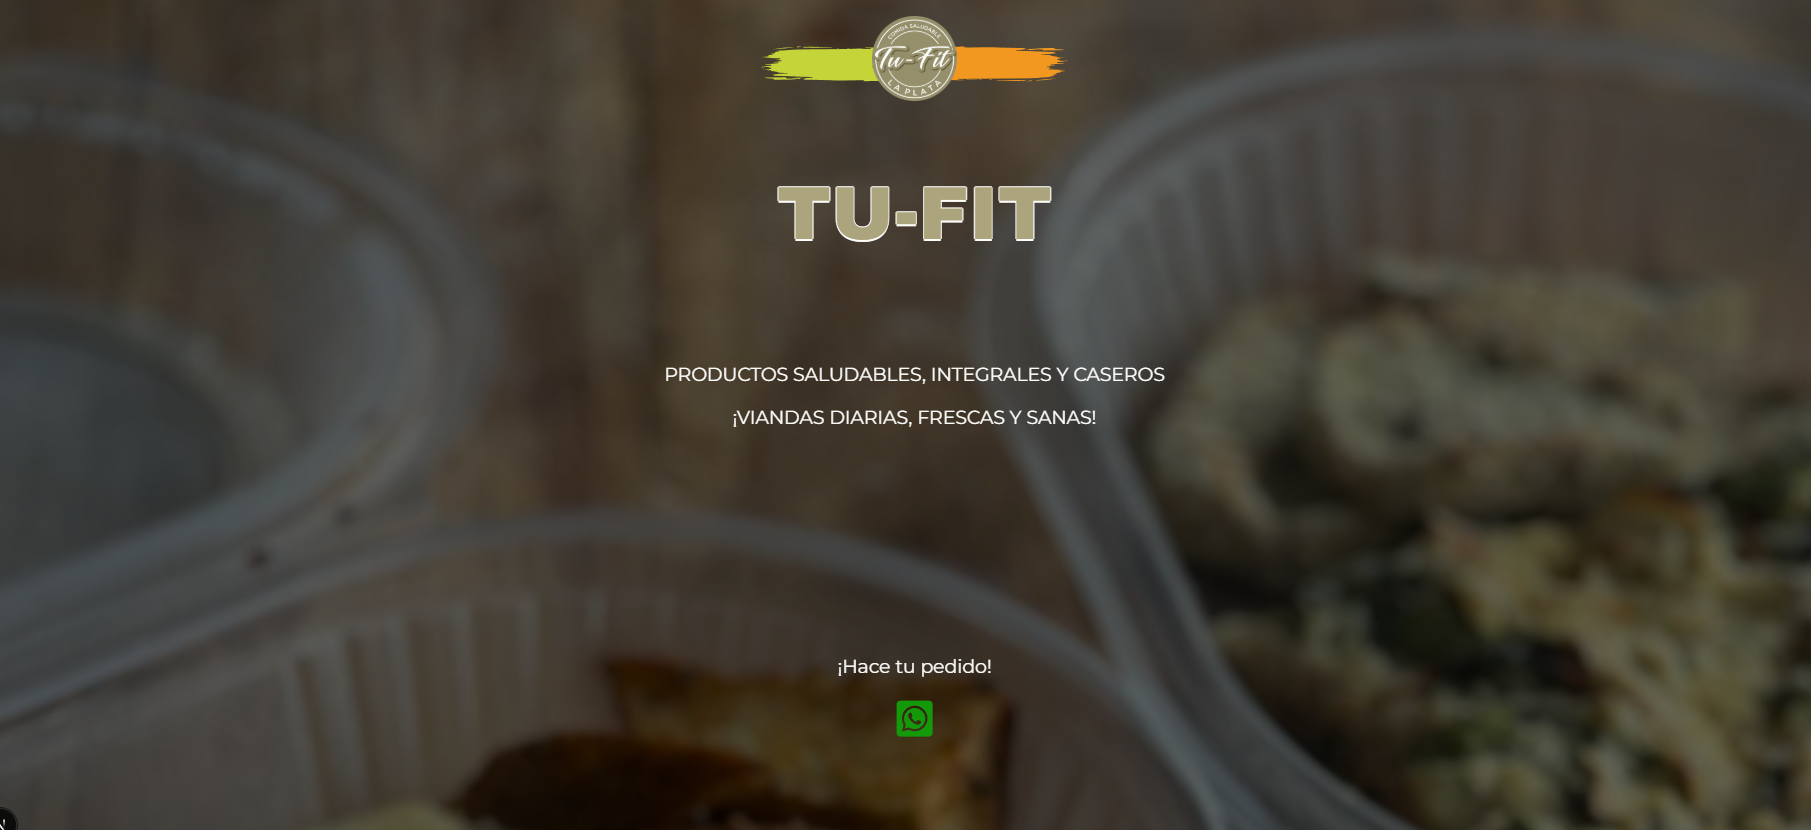 COMIDA SALUDABLE
Tu-Fit
LA PLATA
TU-FIT
PRODUCTOS SALUDABLES, INTEGRALES Y CASEROS
¡VIANDAS DIARIAS, FRESCAS Y SANAS!
¡Hace tu pedido!